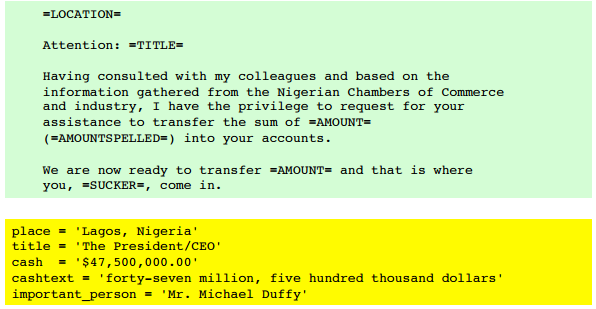 =LOCATION=
Attention: =TITLE=
Having consulted with my colleagues and based on the
information gathered from the Nigerian Chambers of Commerce
and industry, I have the privilege to request for your
assistance to transfer the sum of =AMOUNT=
(=AMOUNTSPELLED=) into your accounts.
We are now ready to transfer =AMOUNT= and that is where
you, =SUCKER=, come in.
place = 'Lagos, Nigeria'
title = 'The President/CEO'
cash  = '$47,500,000.00'
cashtext = 'forty-seven million, five hundred thousand dollars'
important_person = 'Mr. Michael Duffy'